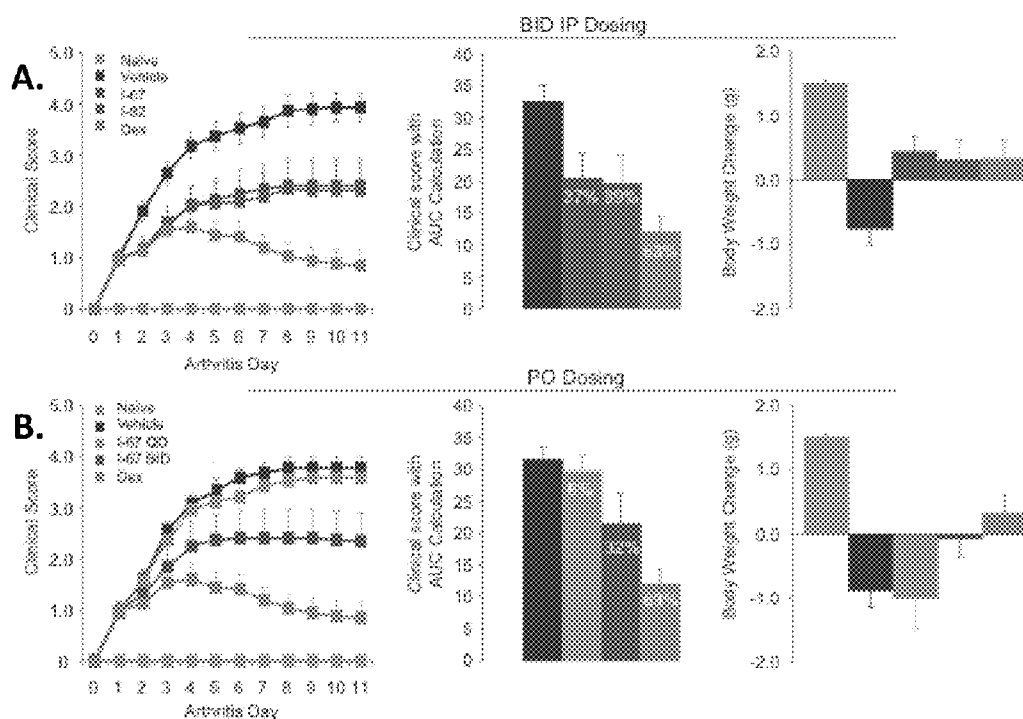 BID IP Dosing
A.
Clinical Score
5.0
4.0
3.0
2.0
1.0
0
Naïve
Vehicle
I-67
I-82
Dex
0 1 2 3 4 5 6 7 8 9 10 11
Arthritis Day
Clinical score with
AUC Calculation
40
35
30
25
20
15
10
5
0
37%
Body Weight Change (g)
2.0
1.0
0.0
-1.0
-2.0
PO Dosing
B.
Clinical Score
5.0
4.0
3.0
2.0
1.0
0
Naïve
Vehicle
I-67 QD
I-67 BID
Dex
0 1 2 3 4 5 6 7 8 9 10 11
Arthritis Day
Clinical score with
AUC Calculation
40
35
30
25
20
15
10
5
0
Body Weight Change (g)
2.0
1.0
0.0
-1.0
-2.0